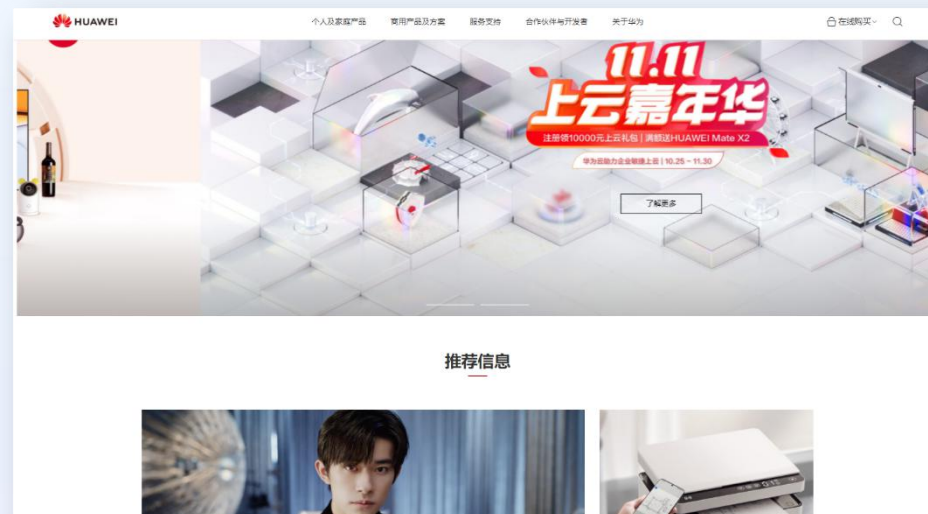 HUAWEI
个人及家庭产品 商用产品及方案 服务支持 合作伙伴与开发者 关于华为 在线购买
11.11
上云嘉年华
注册领10000元上云礼包 | 满额送HUAWEI Mate X2
华为云助力企业敏捷上云 | 10.25 - 11.30
了解更多
推荐信息